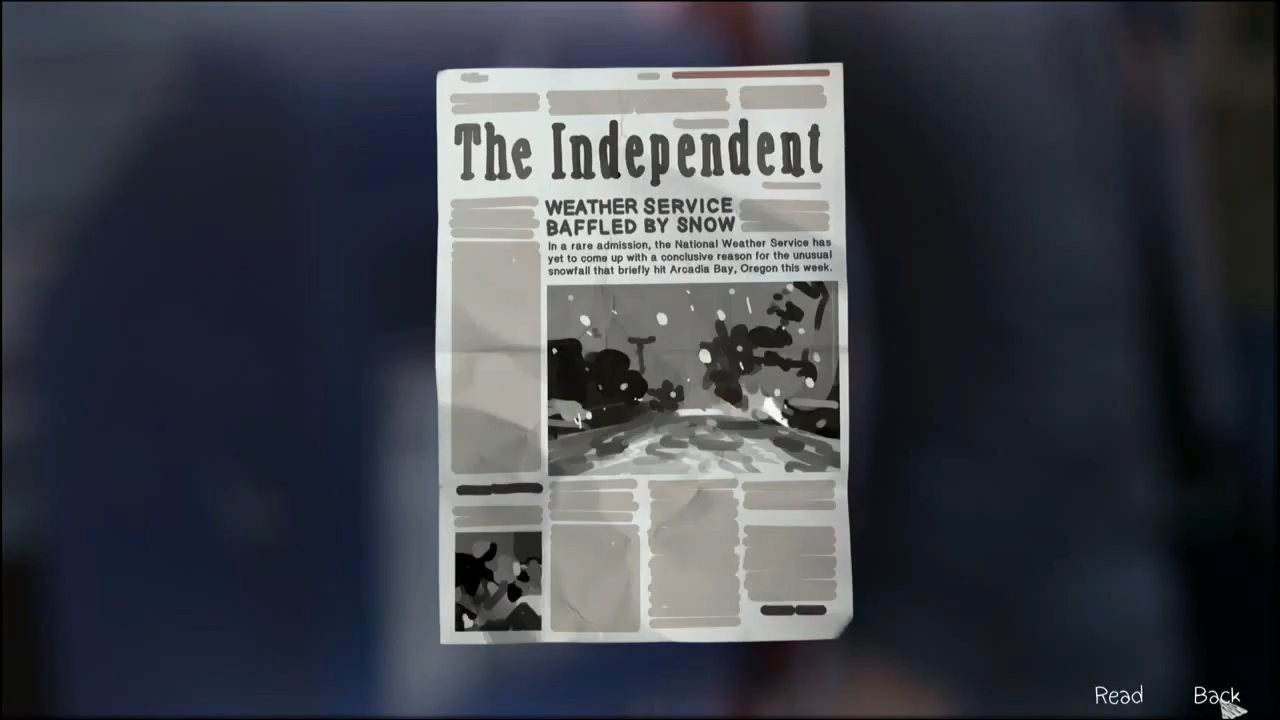 The Independent
WEATHER SERVICE
BAFFLED BY SNOW
In a rare admission, the National Weather Service has
yet to come up with a conclusive reason for the unusual
snowfall that briefly hit Arcadia Bay, Oregon this week.
Read Back